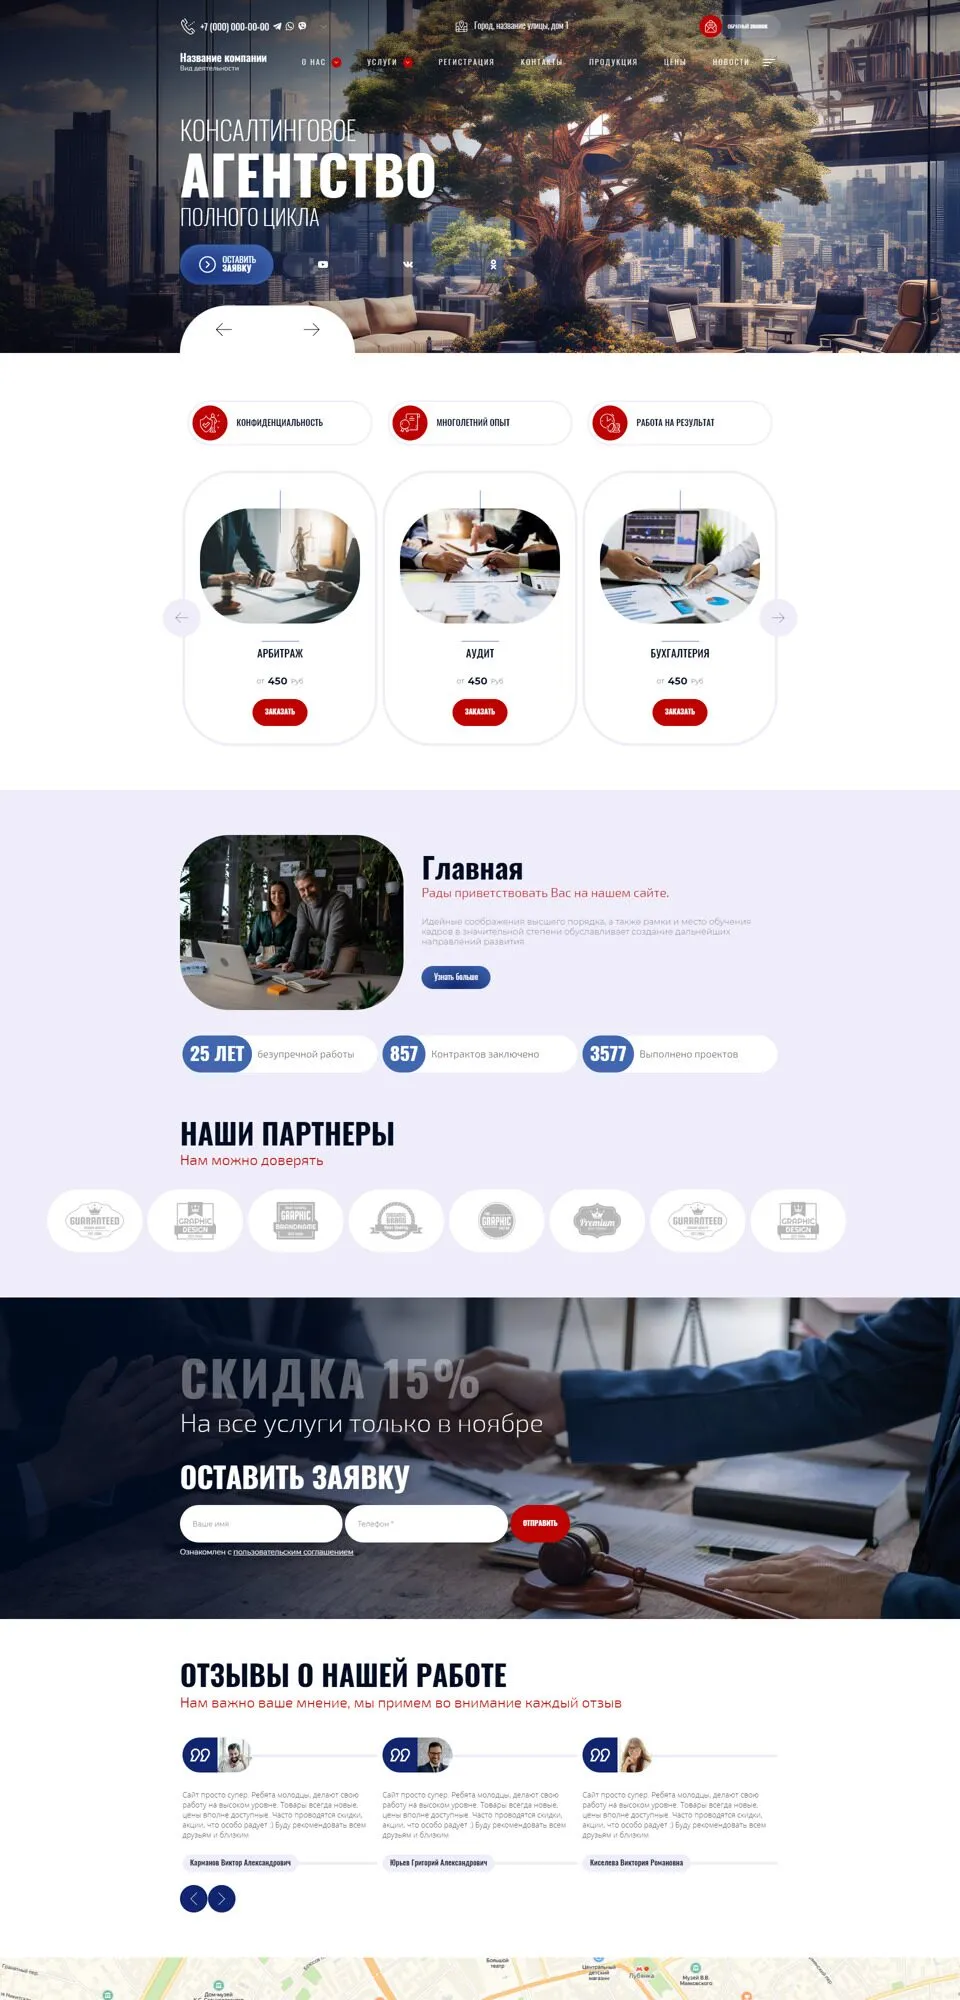 +7 (000) 000-00-00
Город, название улицы, дом 1
ОБРАТНЫЙ ЗВОНОК
Название компании
Вид деятельности
О НАС
УСЛУГИ
РЕГИСТРАЦИЯ
КОНТАКТЫ
ПРОДУКЦИЯ
ЦЕНЫ
НОВОСТИ
КОНСАЛТИНГОВОЕ
АГЕНТСТВО
ПОЛНОГО ЦИКЛА
ОСТАВИТЬ
ЗАЯВКУ
КОНФИДЕНЦИАЛЬНОСТЬ
МНОГОЛЕТНИЙ ОПЫТ
РАБОТА НА РЕЗУЛЬТАТ
АРБИТРАЖ
от 450 Руб
ЗАКАЗАТЬ
АУДИТ
от 450 Руб
ЗАКАЗАТЬ
БУХГАЛТЕРИЯ
от 450 Руб
ЗАКАЗАТЬ
Главная
Рады приветствовать Вас на нашем сайте.
Идейные соображения высшего порядка, а также рамки и место обучения
кадров в значительной степени обуславливает создание дальнейших
направлений развития.
Узнать больше
25 ЛЕТ безупречной работы
857 Контрактов заключено
3577 Выполнено проектов
НАШИ ПАРТНЕРЫ
Нам можно доверять
GUARANTEED
GRAPHIC
DESIGN
GRAPHIC
BRANDNAME
GRAPHIC
Premium
GUARANTEED
GRAPHIC
DESIGN
СКИДКА 15%
На все услуги только в ноябре
ОСТАВИТЬ ЗАЯВКУ
Ваше имя
Телефон *
ОТПРАВИТЬ
Ознакомлен с пользовательским соглашением
ОТЗЫВЫ О НАШЕЙ РАБОТЕ
Нам важно ваше мнение, мы примем во внимание каждый отзыв
Сайт просто супер. Ребята молодцы, делают свою
работу на высоком уровне. Товары всегда новые,
цены вполне доступные. Часто проводятся скидки,
акции, что особо радует :) Буду рекомендовать всем
друзьям и близким
Карманов Виктор Александрович
Сайт просто супер. Ребята молодцы, делают свою
работу на высоком уровне. Товары всегда новые,
цены вполне доступные. Часто проводятся скидки,
акции, что особо радует :) Буду рекомендовать всем
друзьям и близким
Юрьев Григорий Александрович
Сайт просто супер. Ребята молодцы, делают свою
работу на высоком уровне. Товары всегда новые,
цены вполне доступные. Часто проводятся скидки,
акции, что особо радует :) Буду рекомендовать всем
друзьям и близким
Киселева Виктория Романовна
Гранатный пер.
Большой
театр
Центральный
детский
магазин
Лубянка
Музей В.В.
Маяковского
Дом-музей